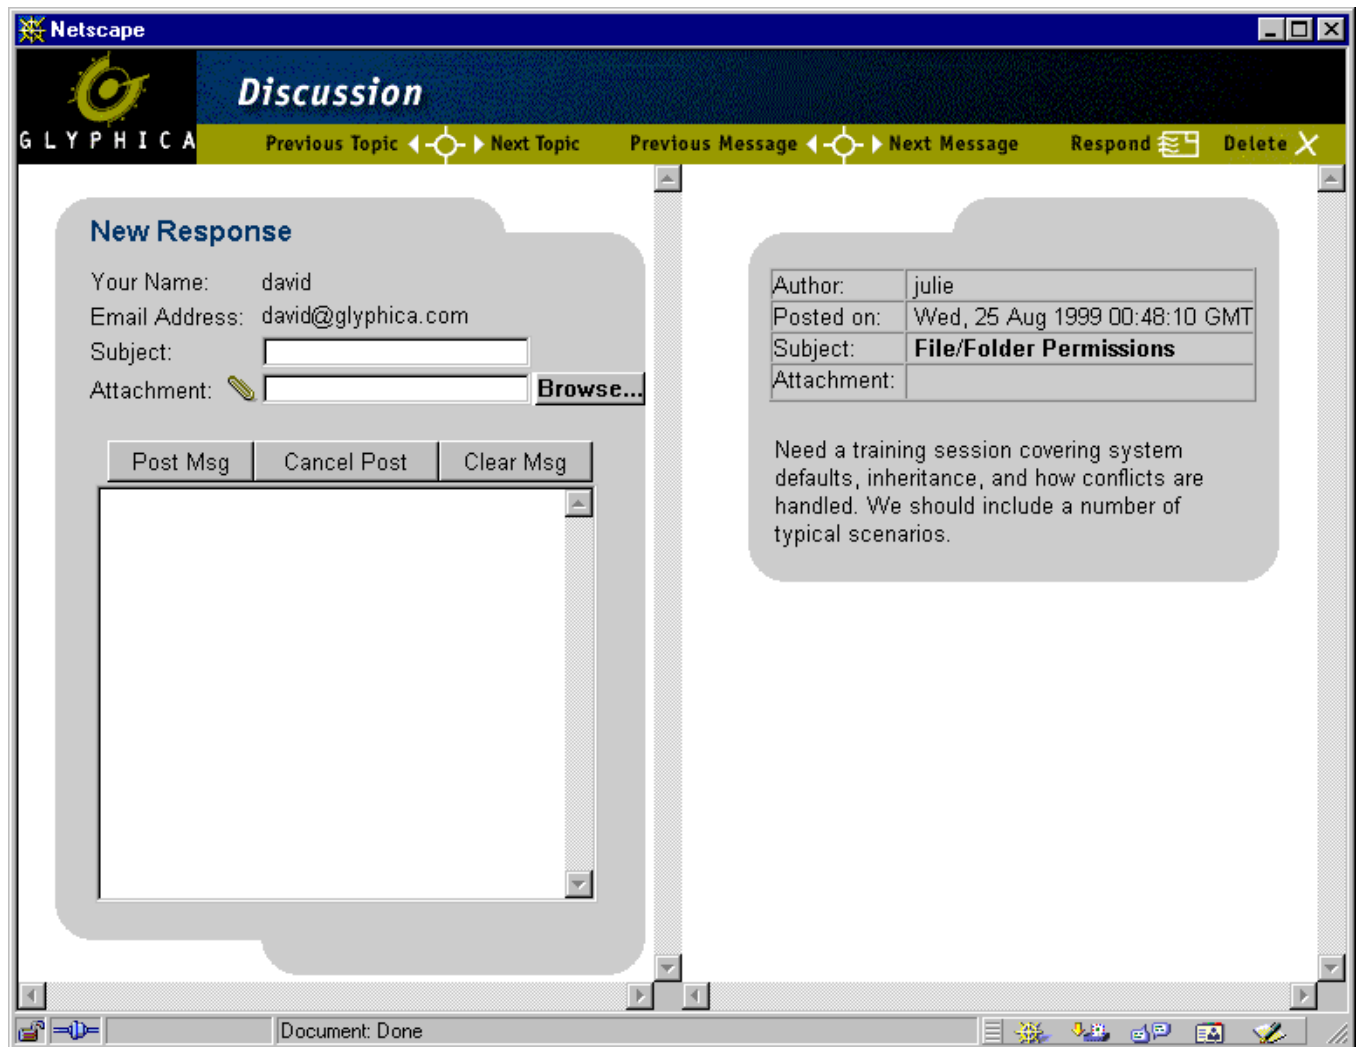 Netscape
Discussion
GLYPHICA
Previous Topic Next Topic Previous Message Next Message Respond Delete
New Response
Your Name: david
Email Address: david@glyphica.com
Subject:
Attachment: Browse...
Post Msg Cancel Post Clear Msg
Author: julie
Posted on: Wed, 25 Aug 1999 00:48:10 GMT
Subject: File/Folder Permissions
Attachment:
Need a training session covering system
defaults, inheritance, and how conflicts are
handled. We should include a number of
typical scenarios.
Document: Done